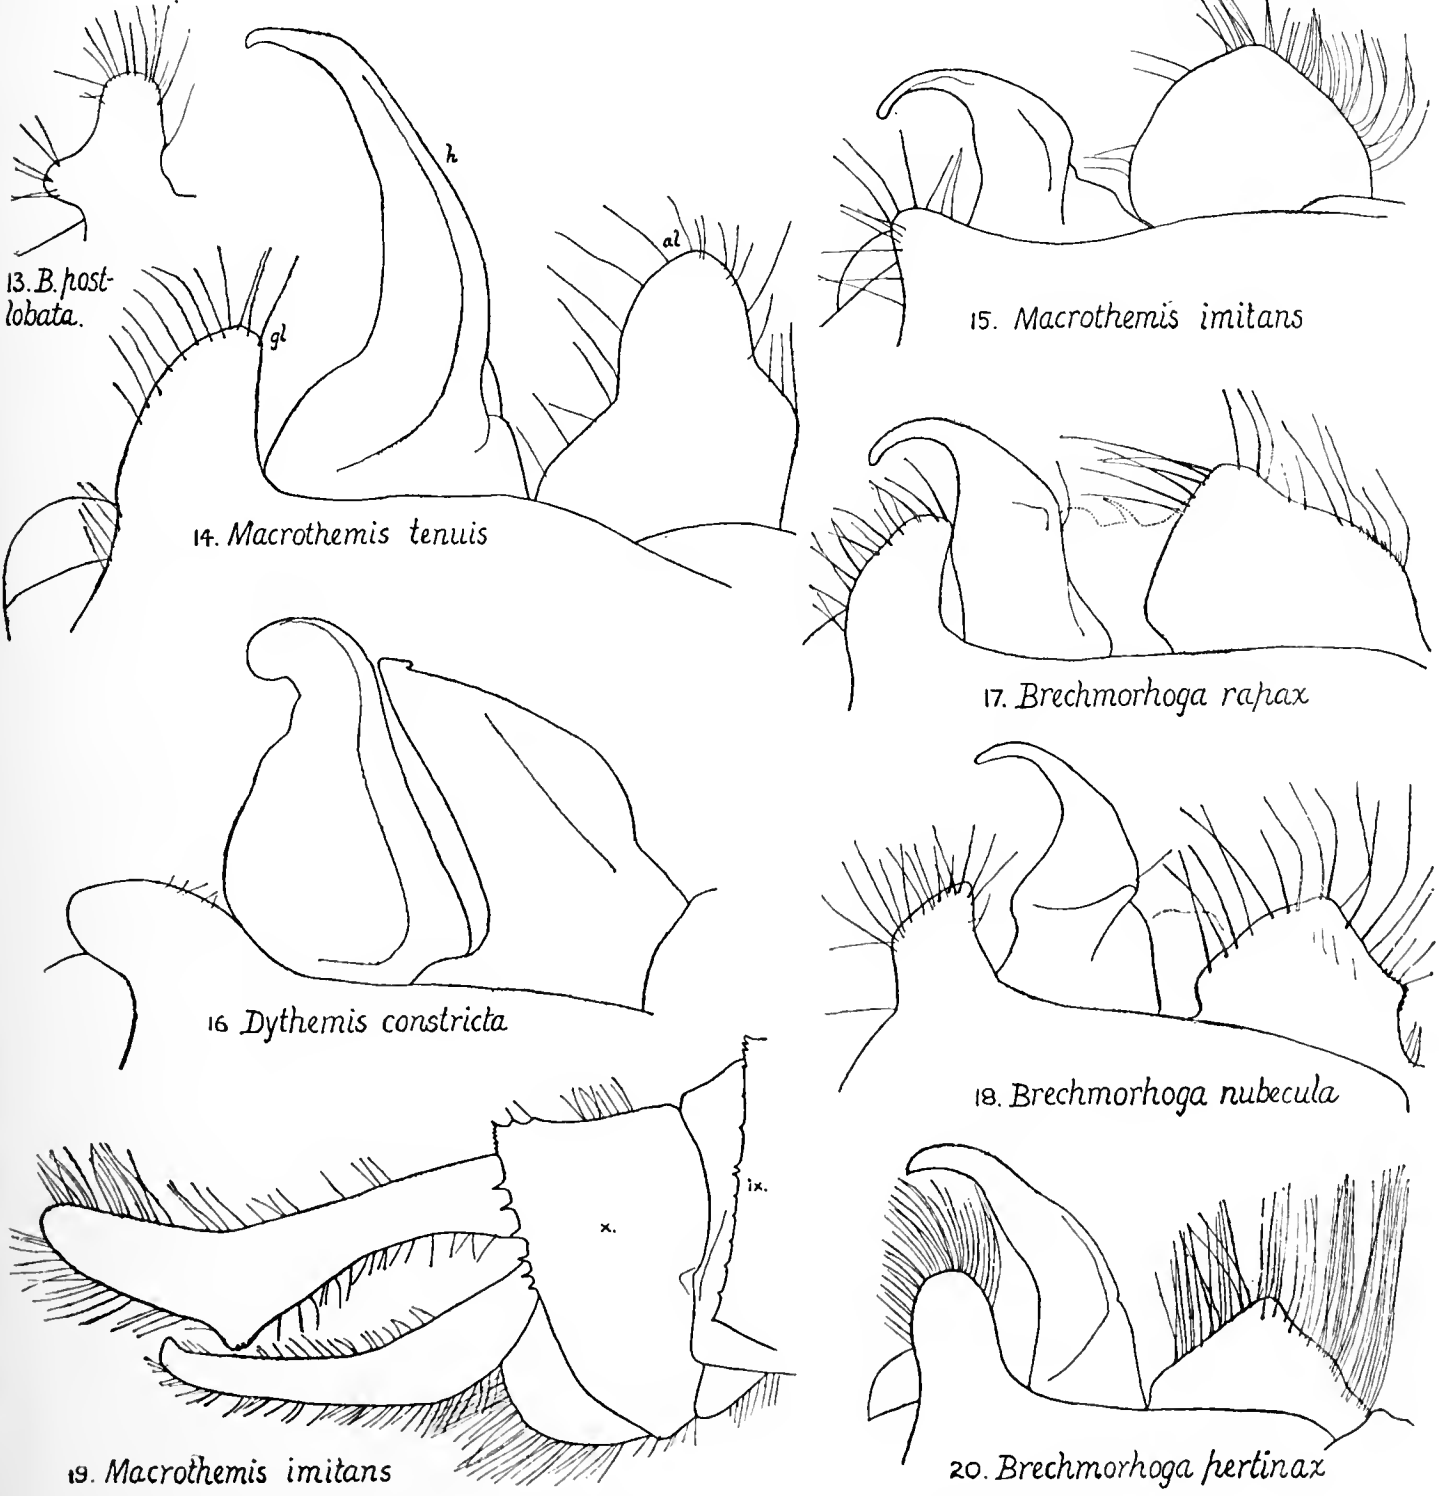 13. B. post-
lobata.
h
gl
al
14. Macrothemis tenuis
15. Macrothemis imitans
16 Dythemis constricta
17. Brechmorhoga rapax
18. Brechmorhoga nubecula
x.
ix.
19. Macrothemis imitans
20. Brechmorhoga pertinax